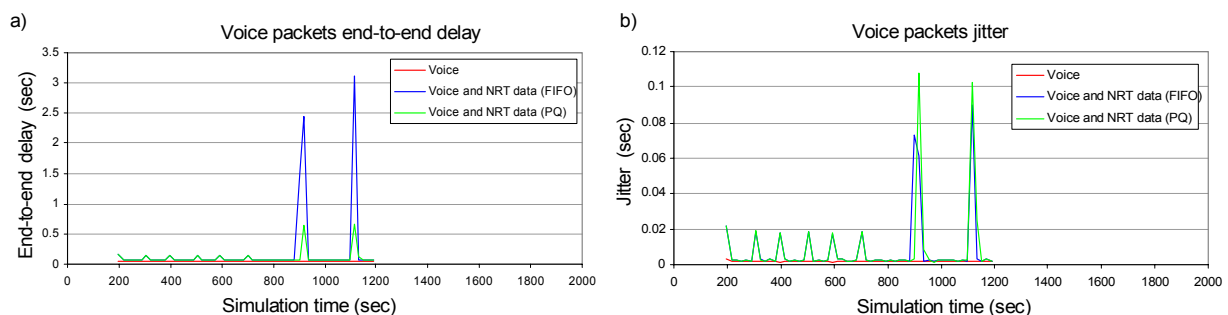 a)
Voice packets end-to-end delay
End-to-end delay (sec)
3.5
3
2.5
2
1.5
1
0.5
0
0 200 400 600 800 1000 1200 1400 1600 1800 2000
Simulation time (sec)
Voice
Voice and NRT data (FIFO)
Voice and NRT data (PQ)
b)
Voice packets jitter
Jitter (sec)
0.12
0.1
0.08
0.06
0.04
0.02
0
0 200 400 600 800 1000 1200 1400 1600 1800 2000
Simulation time (sec)
Voice
Voice and NRT data (FIFO)
Voice and NRT data (PQ)